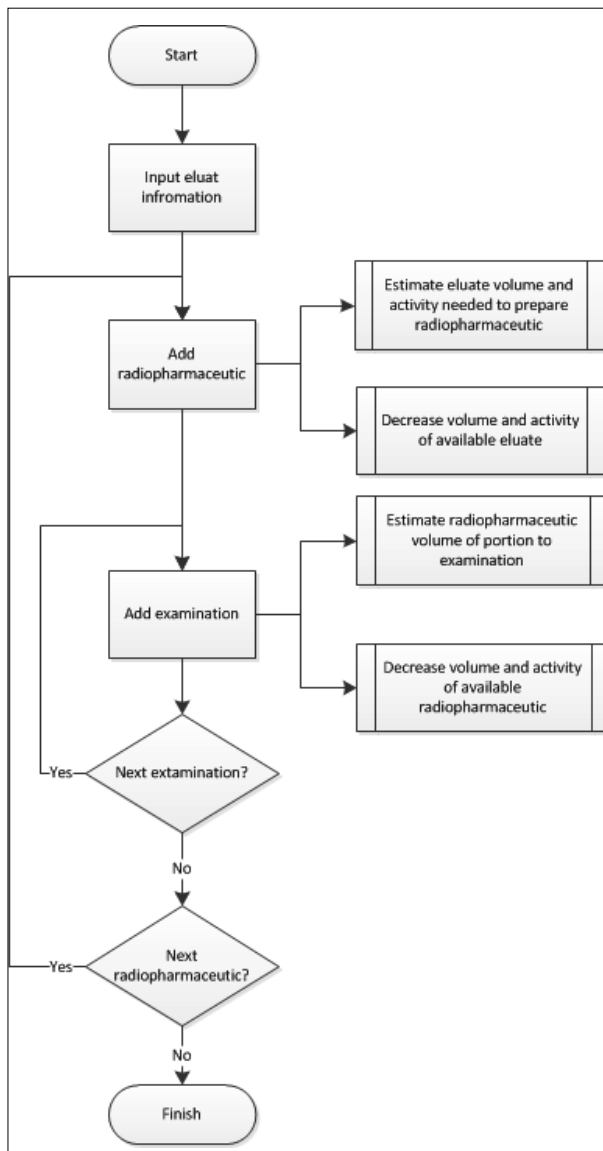 Start
Input eluat
infromation
Estimate eluate volume and
activity needed to prepare
radiopharmaceutic
Add
radiopharmaceutic
Decrease volume and activity
of available eluate
Estimate radiopharmaceutic
volume of portion to
examination
Add examination
Decrease volume and activity
of available
radiopharmaceutic
Next extamination?
Yes
No
Next
radiopharmaceutic?
Yes
No
Finish